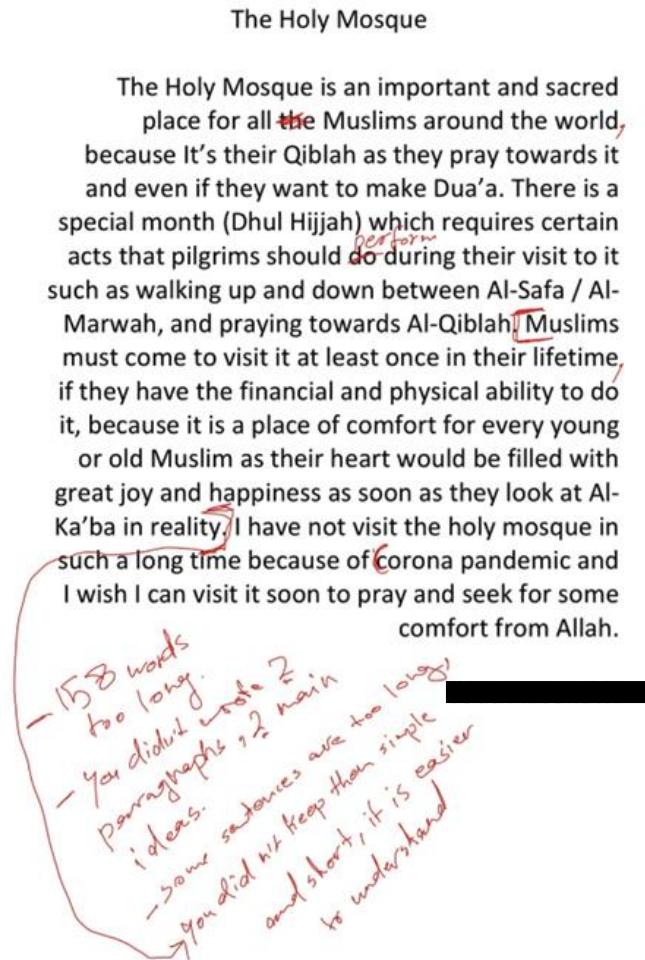 The Holy Mosque
The Holy Mosque is an important and sacred
place for all the Muslims around the world,
because It's their Qiblah as they pray towards it
and even if they want to make Dua'a. There is a
special month (Dhul Hijjah) which requires certain
perform
acts that pilgrims should do during their visit to it
such as walking up and down between Al-Safa / Al-
Marwah, and praying towards Al-Qiblah. Muslims
must come to visit it at least once in their lifetime,
if they have the financial and physical ability to do
it, because it is a place of comfort for every young
or old Muslim as their heart would be filled with
great joy and happiness as soon as they look at Al-
Ka'ba in reality. I have not visit the holy mosque in
such a long time because of Corona pandemic and
I wish I can visit it soon to pray and seek for some
comfort from Allah.
- 158 words
too long.
- You didn't wrote 2
paragraphs, 2 main
ideas.
- some sentences are too long,
You did n't keep them simple
and short, it is easier
to understand